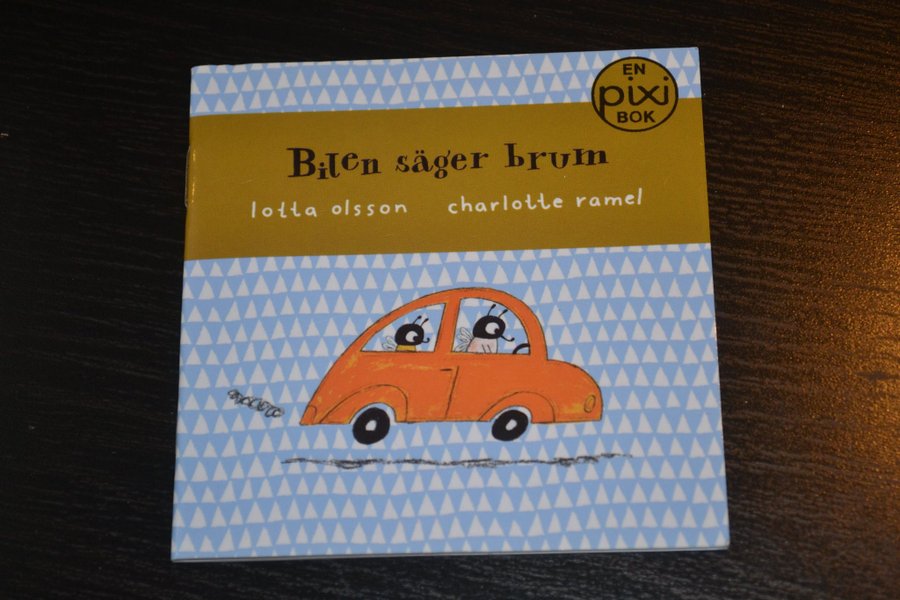 EN
pixi
BOK
Bilen säger brum
lotta olsson charlotte ramel